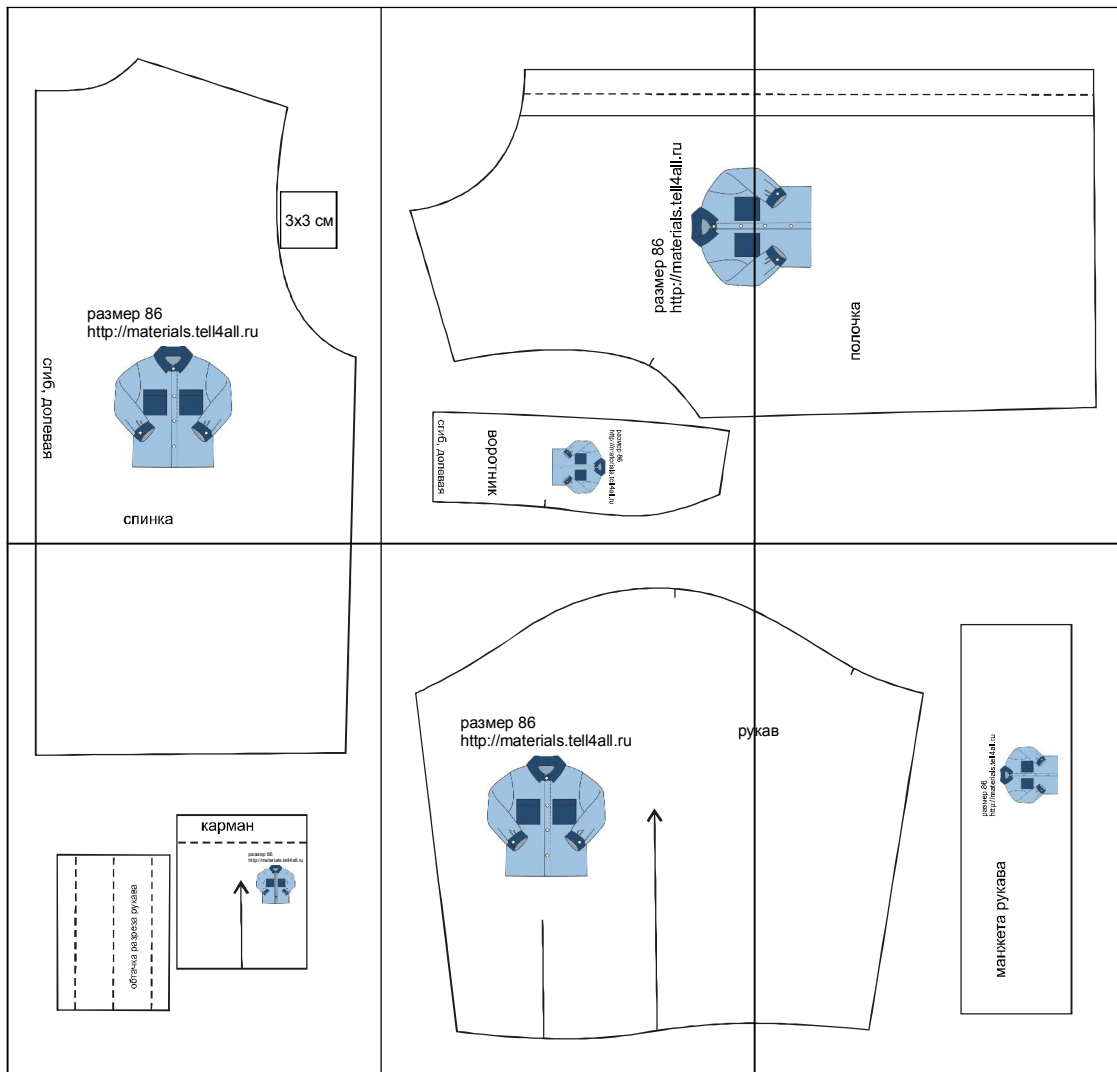 3х3 см
размер 86
http://materials.tell4all.ru
сгиб, долевая
спинка
размер 86
http://materials.tell4all.ru
полочка
сгиб, долевая
воротник
размер 86
http://materials.tell4all.ru
карман
размер 86
http://materials.tell4all.ru
обтачка разреза рукава
размер 86
http://materials.tell4all.ru
рукав
размер 86
http://materials.tell4all.ru
манжета рукава